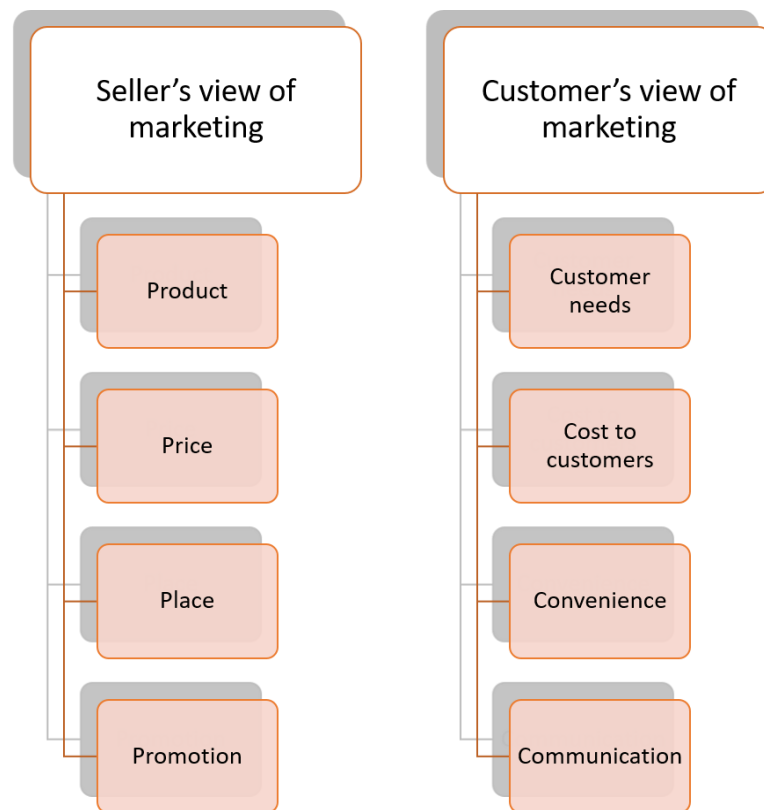 Seller’s view of
marketing
Product
Price
Place
Promotion
Customer’s view of
marketing
Customer
needs
Cost to
customers
Convenience
Communication